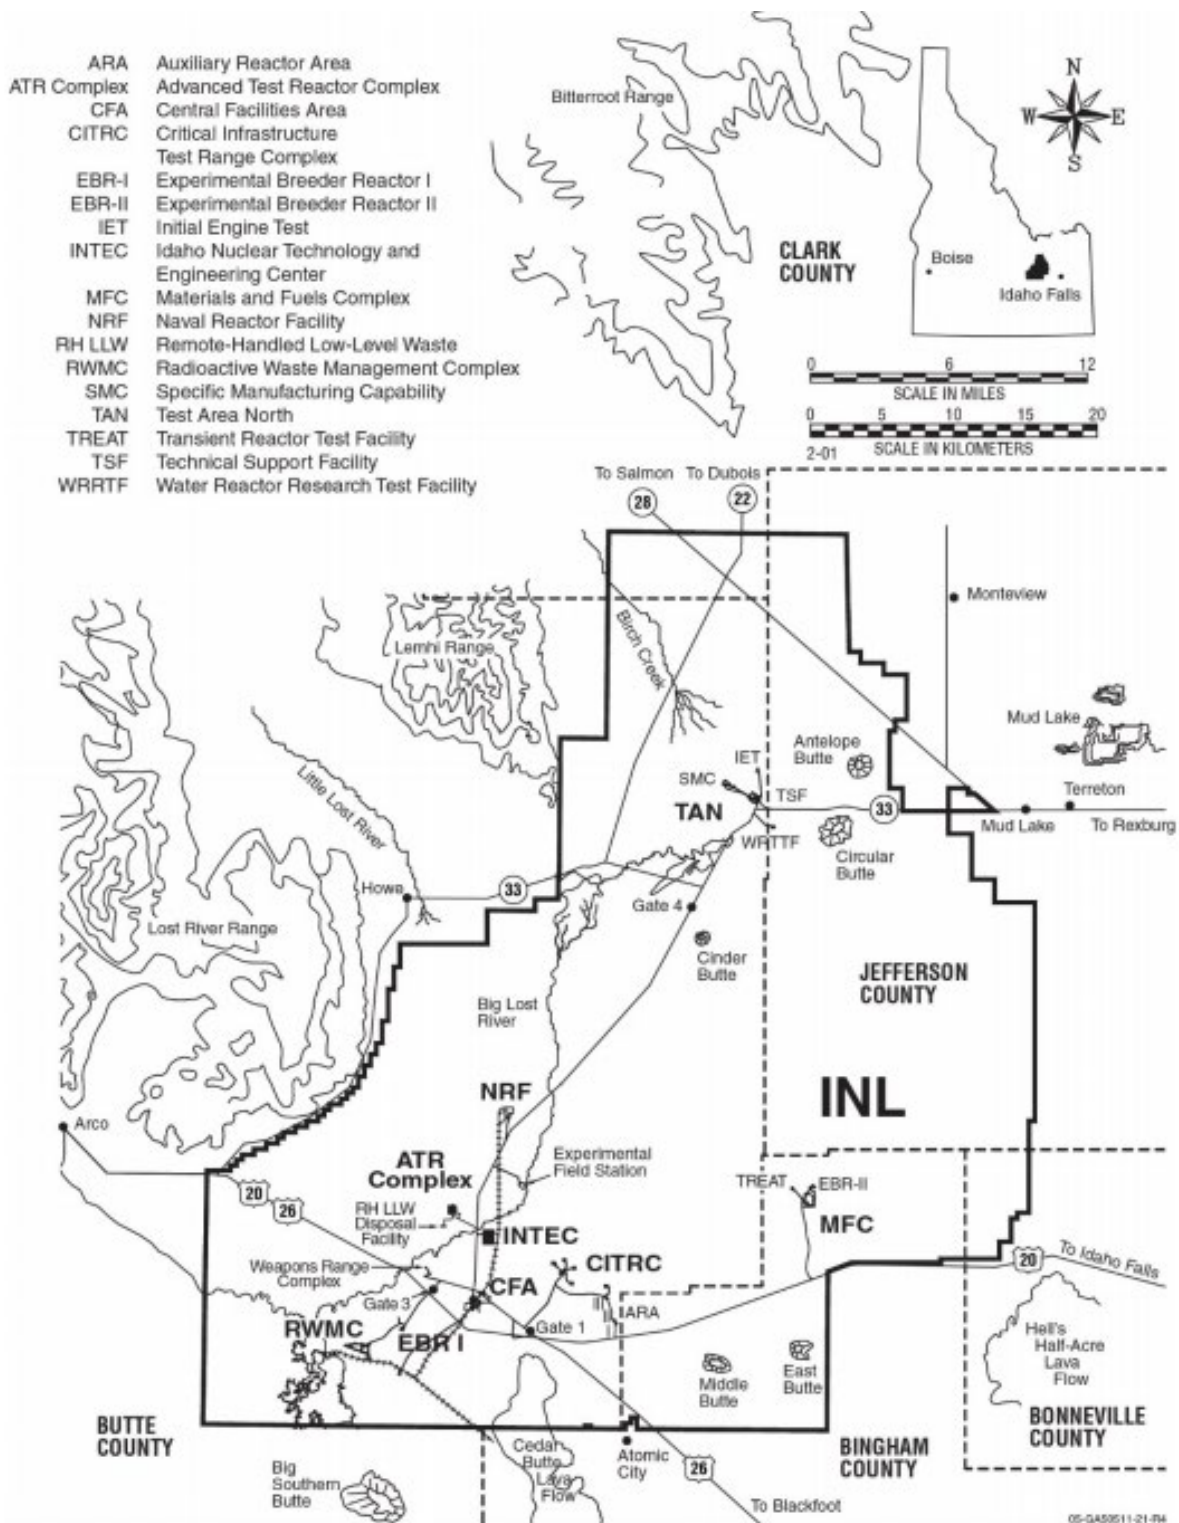 ARA Auxiliary Reactor Area
ATR Complex Advanced Test Reactor Complex
CFA Central Facilities Area
CITRC Critical Infrastructure
Test Range Complex
EBR-I Experimental Breeder Reactor I
EBR-II Experimental Breeder Reactor II
IET Initial Engine Test
INTEC Idaho Nuclear Technology and
Engineering Center
MFC Materials and Fuels Complex
NRF Naval Reactor Facility
RH LLW Remote-Handled Low-Level Waste
RWMC Radioactive Waste Management Complex
SMC Specific Manufacturing Capability
TAN Test Area North
TREAT Transient Reactor Test Facility
TSF Technical Support Facility
WRRTF Water Reactor Research Test Facility
Bitterroot Range
CLARK
COUNTY
N
W E
S
Boise
Idaho Falls
0 6 12
SCALE IN MILES
0 5 10 15 20
2-01 SCALE IN KILOMETERS
To Salmon
To Dubois
28
22
Monteview
Lemhi Range
Birch Creek
Mud Lake
Antelope
Butte
IET
SMC
TSF
TAN
33
Terreton
Mud Lake
To Rexburg
WRTTF
Circular
Butte
Little Lost River
Howe
33
Gate 4
Lost River Range
Cinder
Butte
JEFFERSON
COUNTY
Big Lost
River
INL
NRF
Arco
Experimental
Field Station
ATR
Complex
TREAT
EBR-II
MFC
20
26
RH LLW
Disposal
Facility
INTEC
CITRC
Weapons Range
Complex
CFA
Gate 3
ARA
20
To Idaho Falls
RWMC
EBR I
Gate 1
Hell's
Half-Acre
Lava
Flow
Middle
Butte
East
Butte
BUTTE
COUNTY
BONNEVILLE
COUNTY
BINGHAM
COUNTY
Cedar
Butte
Lava
Flow
Atomic
City
Big
Southern
Butte
26
To Blackfoot
05-GA50511-21-R4